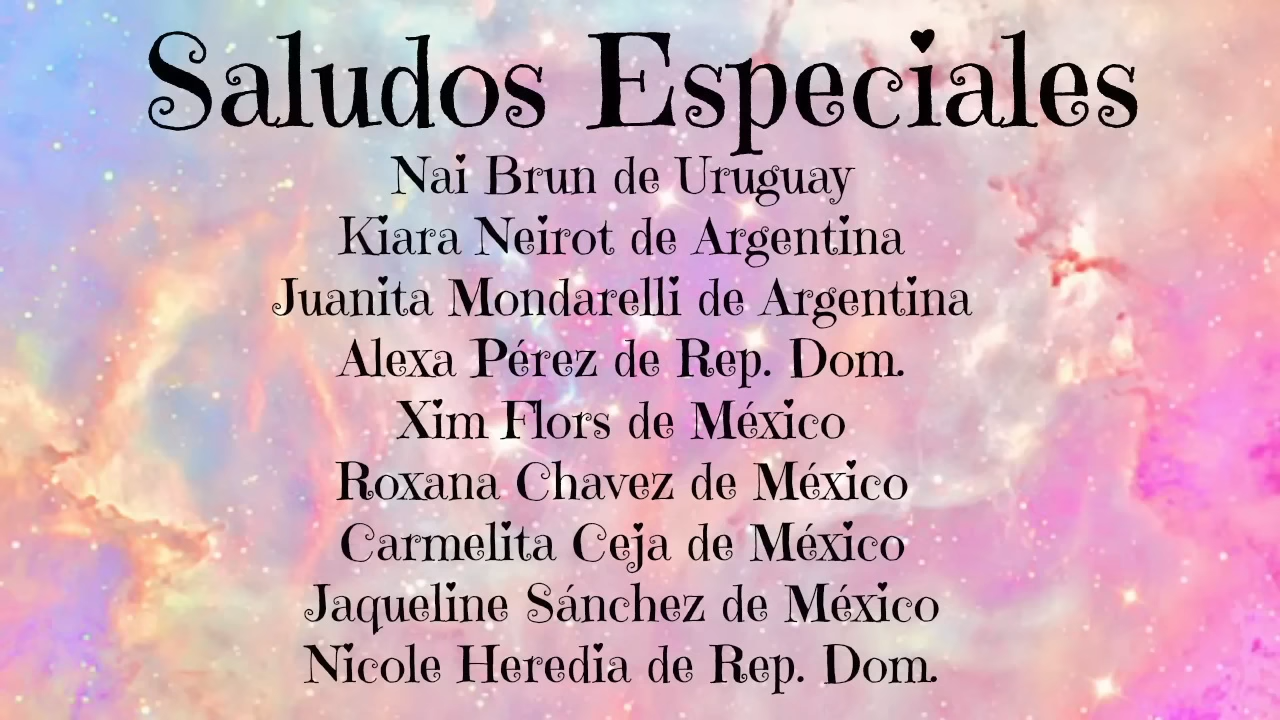 Saludos Especiales
Nai Brun de Uruguay
Kiara Neirot de Argentina
Juanita Mondarelli de Argentina
Alexa Pérez de Rep. Dom.
Xim Flors de México
Roxana Chavez de México
Carmelita Ceja de México
Jaqueline Sánchez de México
Nicole Heredia de Rep. Dom.